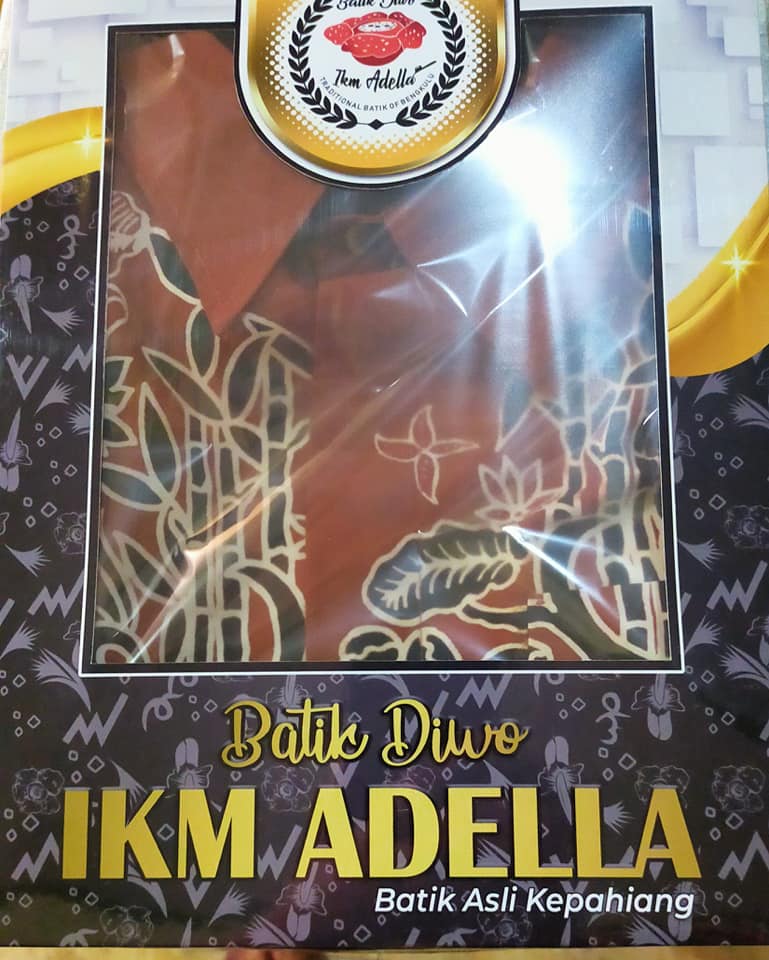 Batik Diwo
Ikm Adella
TRADITIONAL BATIK OF BENGKULU
Batik Diwo
IKM ADELLA
Batik Asli Kepahiang